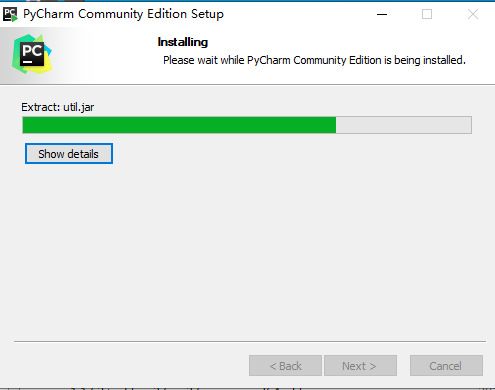 PC PyCharm Community Edition Setup
PC
Installing
Please wait while PyCharm Community Edition is being installed.
Extract: util.jar
Show details
< Back
Next >
Cancel